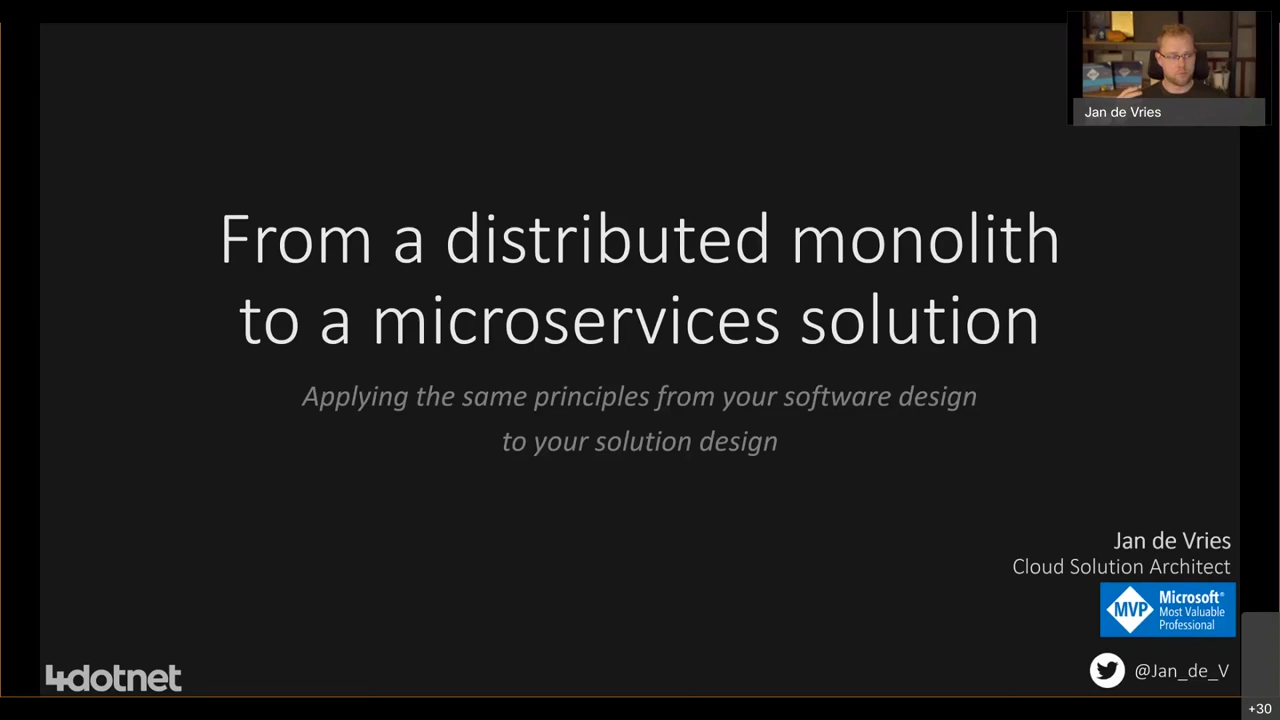 Jan de Vries
From a distributed monolith
to a microservices solution
Applying the same principles from your software design
to your solution design
Jan de Vries
Cloud Solution Architect
MVP
Microsoft®
Most Valuable
Professional
4dotnet
@Jan_de_V
+30